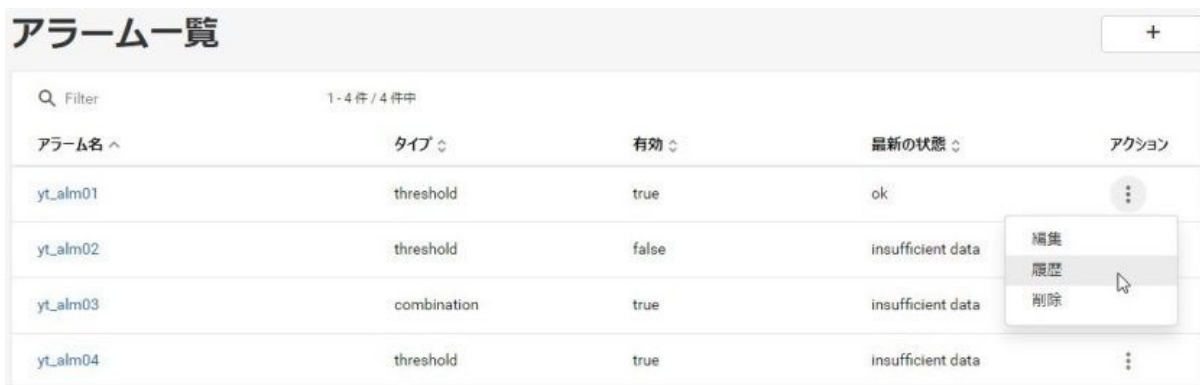 アラーム一覧
+
Filter
1 - 4 件 / 4 件中
アラーム名 タイプ 有効 最新の状態 アクション
yt_alm01 threshold true ok
yt_alm02 threshold false insufficient data
yt_alm03 combination true insufficient data
yt_alm04 threshold true insufficient data
編集
履歴
削除